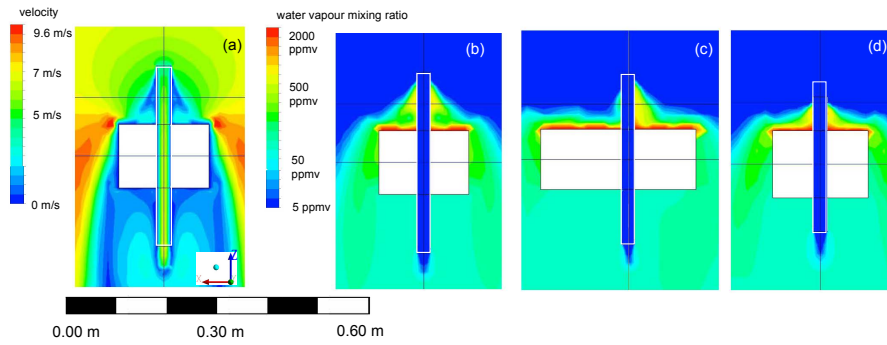 velocity
9.6 m/s
7 m/s
5 m/s
0 m/s
(a)
X
Z
Y
water vapour mixing ratio
2000
ppmv
500
ppmv
50
ppmv
5 ppmv
(b)
(c)
(d)
0.00 m
0.30 m
0.60 m